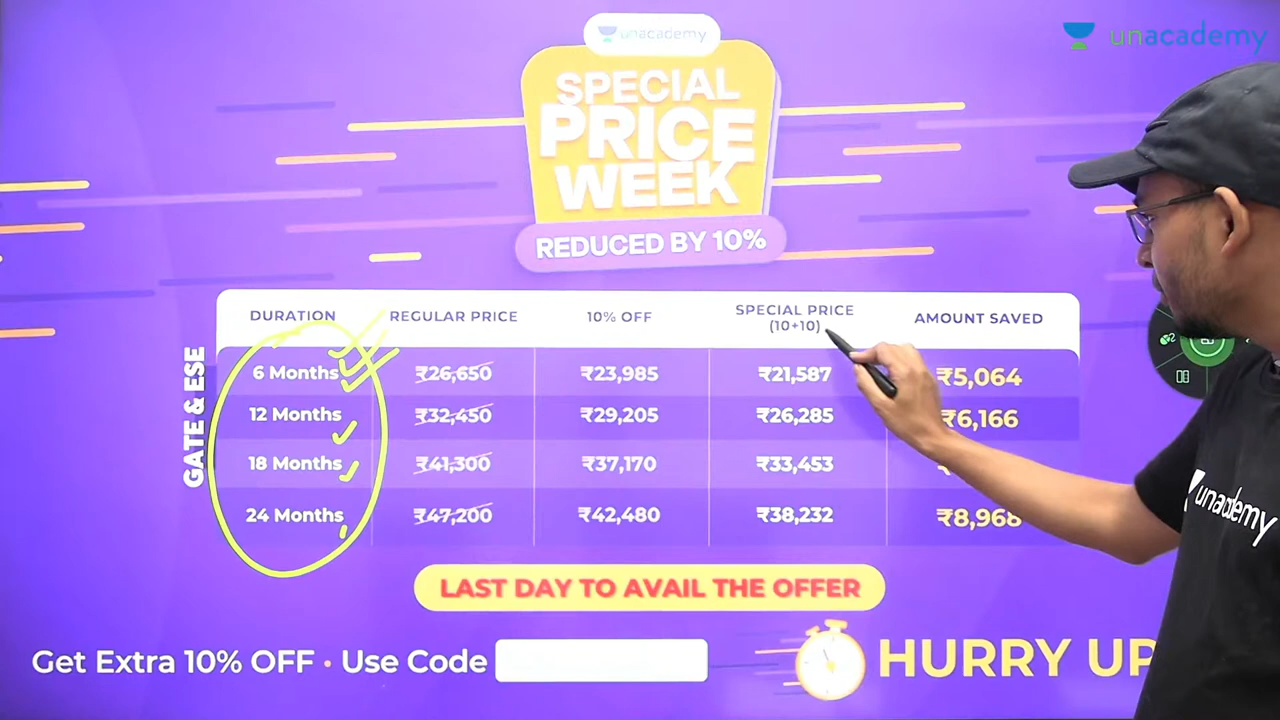 unacademy
unacademy
SPECIAL
PRICE
WEEK
REDUCED BY 10%
DURATION REGULAR PRICE 10% OFF SPECIAL PRICE (10+10) AMOUNT SAVED
GATE & ESE
6 Months ₹26,650 ₹23,985 ₹21,587 ₹5,064
12 Months ₹32,450 ₹29,205 ₹26,285 ₹6,166
18 Months ₹41,300 ₹37,170 ₹33,453
24 Months ₹47,200 ₹42,480 ₹38,232 ₹8,968
LAST DAY TO AVAIL THE OFFER
Get Extra 10% OFF • Use Code
HURRY UP
unacademy